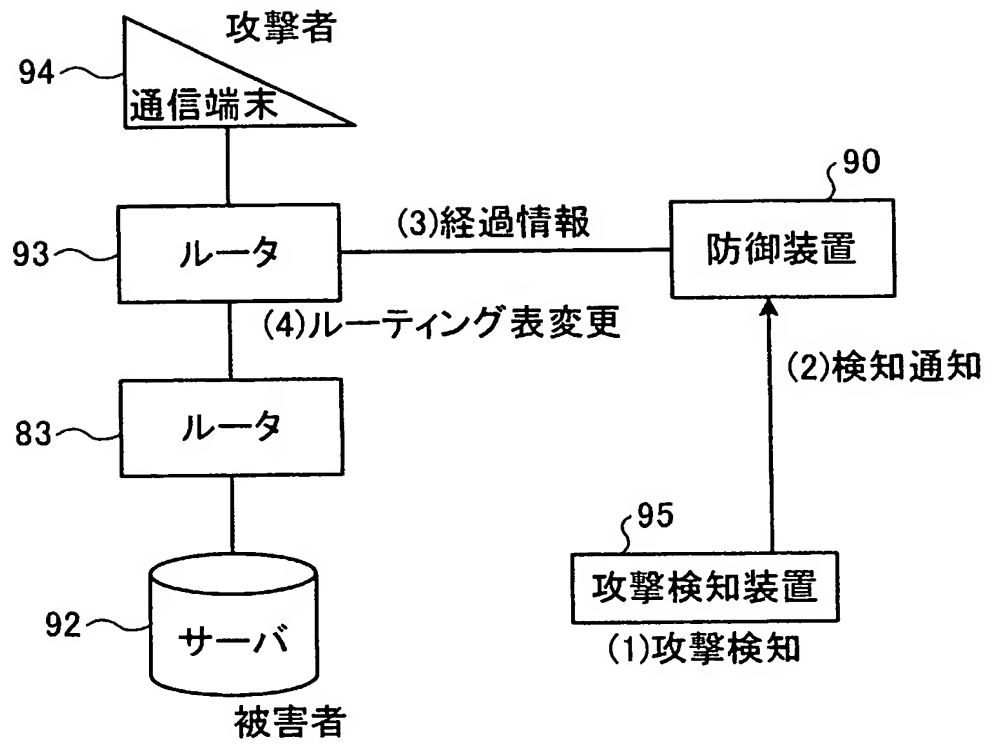 攻撃者
94
通信端末
90
93
ルータ
(3)経過情報
防御装置
(4)ルーティング表変更
(2)検知通知
83
ルータ
95
攻撃検知装置
92
サーバ
(1)攻撃検知
被害者